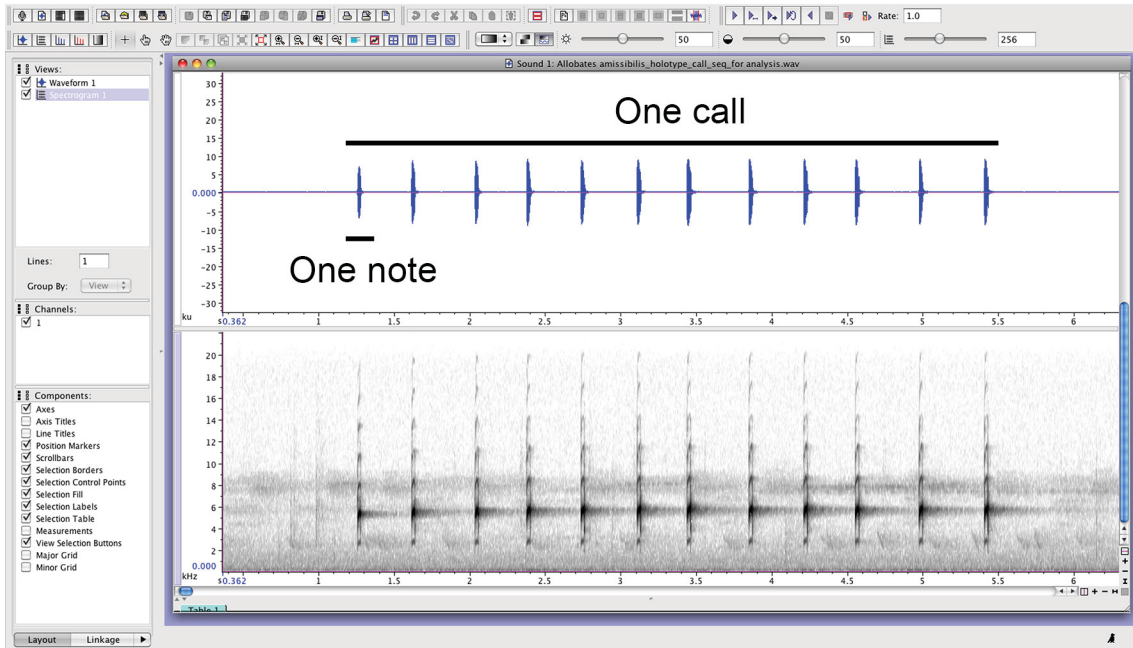 Rate: 1.0
50
50
256
Views:
Waveform 1
Spectrogram 1
Lines: 1
Group By: View
Channels:
1
Components:
Axes
Axis Titles
Line Titles
Position Markers
Scrollbars
Selection Borders
Selection Control Points
Selection Fill
Selection Labels
Selection Table
Measurements
View Selection Buttons
Major Grid
Minor Grid
Layout Linkage
Sound 1: Allobates amissibilis_holotype_call_seq_for analysis.wav
One call
One note
30
25
20
15
10
5
0.000
-5
-10
-15
-20
-25
-30
ku
s0.362 1 1.5 2 2.5 3 3.5 4 4.5 5 5.5 6
20
18
16
14
12
10
8
6
4
2
0.000
kHz
s0.362 1 1.5 2 2.5 3 3.5 4 4.5 5 5.5 6
Table 1